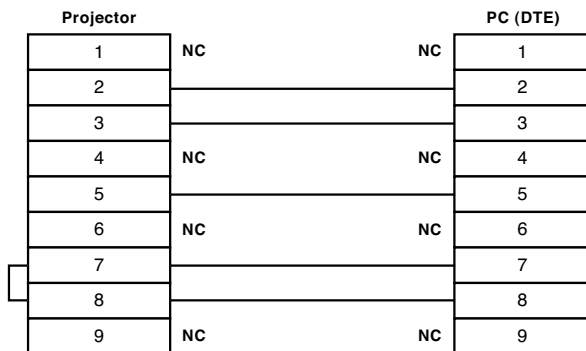 Projector PC (DTE)
1 NC NC 1
2 2
3 3
4 NC NC 4
5 5
6 NC NC 6
7 7
8 8
9 NC NC 9